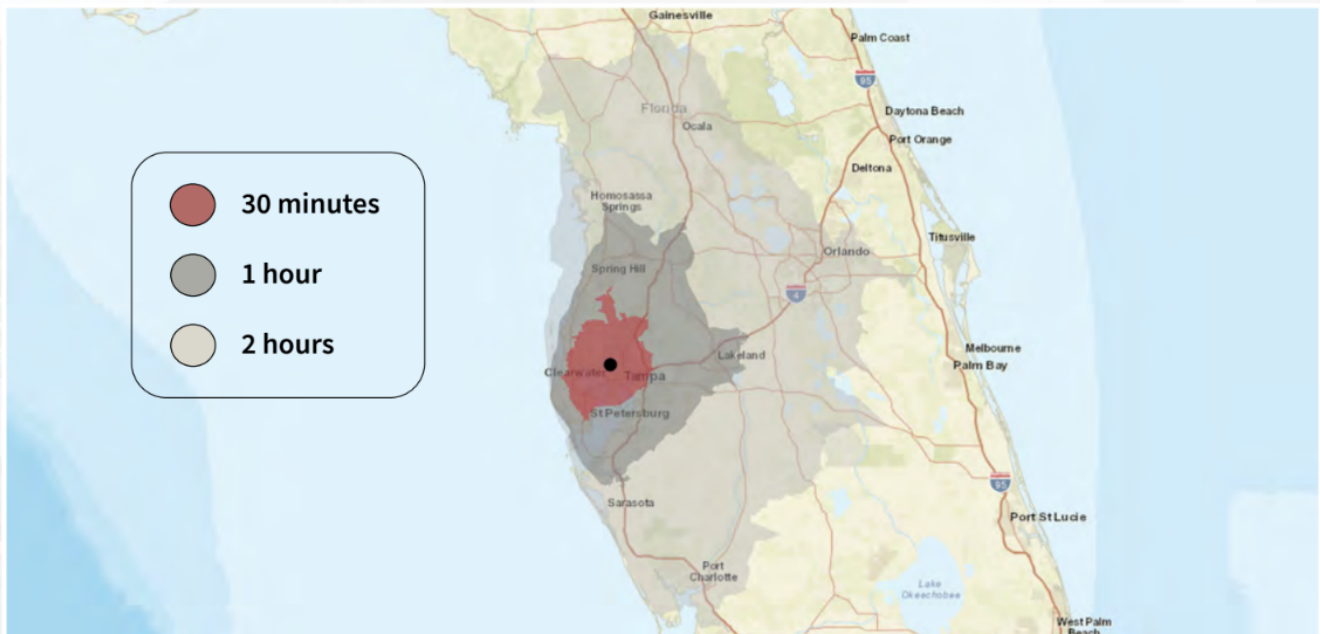 Gainesville
Palm Coast
95
Florida
Daytona Beach
Ocala
Port Orange
Deltona
30 minutes
Homosassa
Springs
Titusville
Orlando
1 hour
Spring Hill
4
2 hours
Melbourne
Lakeland
Palm Bay
Clearwater
Tampa
St Petersburg
95
Sarasota
Port St Lucie
Port
Charlotte
Lake
Okeechobee
West Palm
Beach